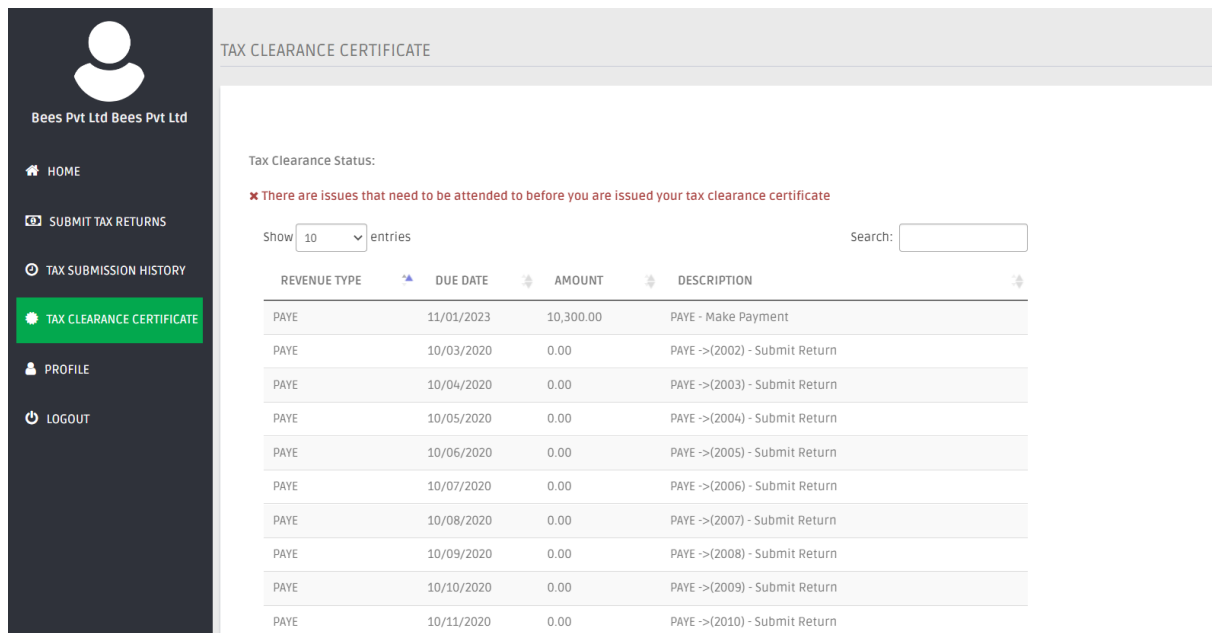 TAX CLEARANCE CERTIFICATE
Bees Pvt Ltd Bees Pvt Ltd
HOME
SUBMIT TAX RETURNS
TAX SUBMISSION HISTORY
TAX CLEARANCE CERTIFICATE
PROFILE
LOGOUT
Tax Clearance Status:
There are issues that need to be attended to before you are issued your tax clearance certificate
Show 10 entries Search:
REVENUE TYPE DUE DATE AMOUNT DESCRIPTION
PAYE 11/01/2023 10,300.00 PAYE - Make Payment
PAYE 10/03/2020 0.00 PAYE ->(2002) - Submit Return
PAYE 10/04/2020 0.00 PAYE ->(2003) - Submit Return
PAYE 10/05/2020 0.00 PAYE ->(2004) - Submit Return
PAYE 10/06/2020 0.00 PAYE ->(2005) - Submit Return
PAYE 10/07/2020 0.00 PAYE ->(2006) - Submit Return
PAYE 10/08/2020 0.00 PAYE ->(2007) - Submit Return
PAYE 10/09/2020 0.00 PAYE ->(2008) - Submit Return
PAYE 10/10/2020 0.00 PAYE ->(2009) - Submit Return
PAYE 10/11/2020 0.00 PAYE ->(2010) - Submit Return